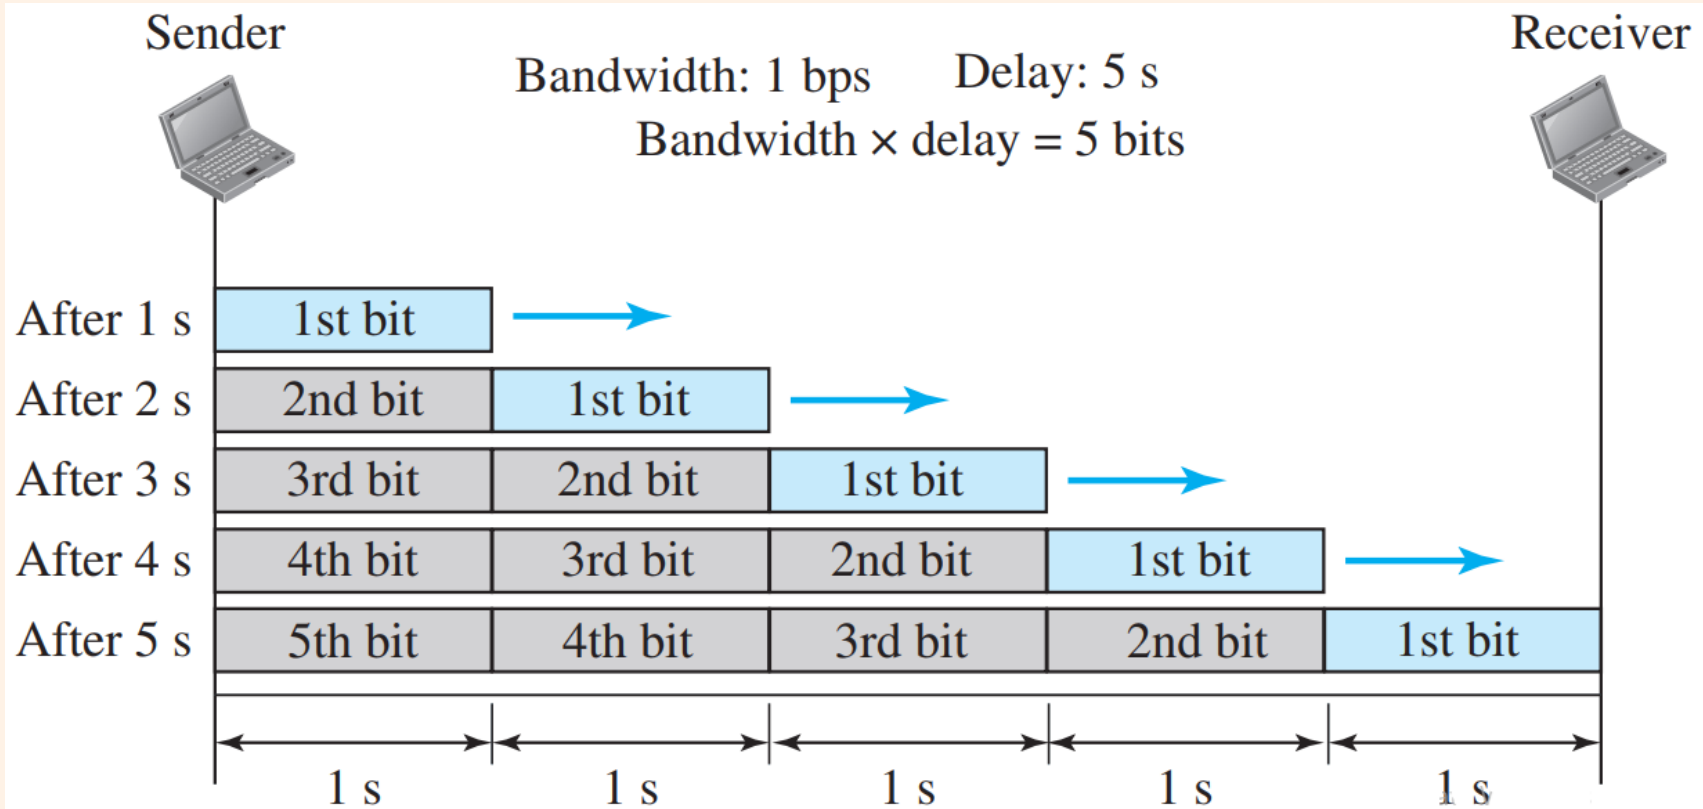 Sender
Receiver
Bandwidth: 1 bps Delay: 5 s
Bandwidth × delay = 5 bits
After 1 s 1st bit
After 2 s 2nd bit 1st bit
After 3 s 3rd bit 2nd bit 1st bit
After 4 s 4th bit 3rd bit 2nd bit 1st bit
After 5 s 5th bit 4th bit 3rd bit 2nd bit 1st bit
1 s 1 s 1 s 1 s 1 s